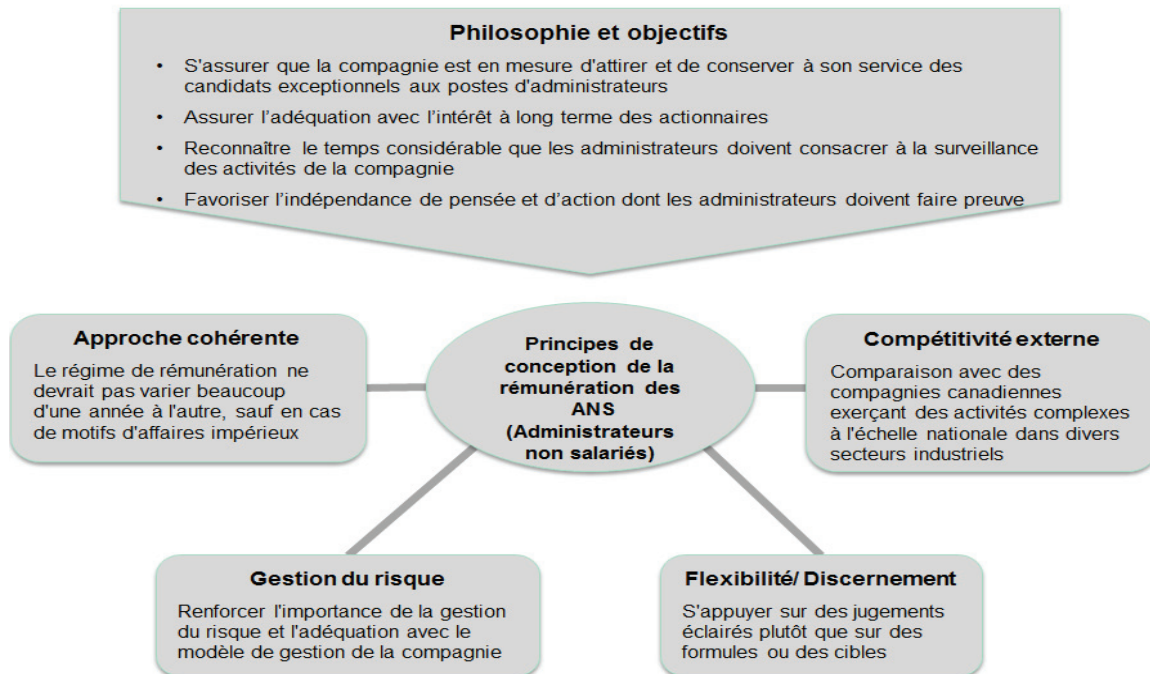 Philosophie et objectifs
• S'assurer que la compagnie est en mesure d'attirer et de conserver à son service des
candidats exceptionnels aux postes d'administrateurs
• Assurer l’adéquation avec l’intérêt à long terme des actionnaires
• Reconnaître le temps considérable que les administrateurs doivent consacrer à la surveillance
des activités de la compagnie
• Favoriser l’indépendance de pensée et d’action dont les administrateurs doivent faire preuve
Approche cohérente
Le régime de rémunération ne
devrait pas varier beaucoup
d'une année à l'autre, sauf en cas
de motifs d'affaires impérieux
Principes de
conception de la
rémunération des
ANS
(Administrateurs
non salariés)
Compétitivité externe
Comparaison avec des
compagnies canadiennes
exerçant des activités complexes
à l'échelle nationale dans divers
secteurs industriels
Gestion du risque
Renforcer l'importance de la gestion
du risque et l'adéquation avec le
modèle de gestion de la compagnie
Flexibilité/ Discernement
S'appuyer sur des jugements
éclairés plutôt que sur des
formules ou des cibles